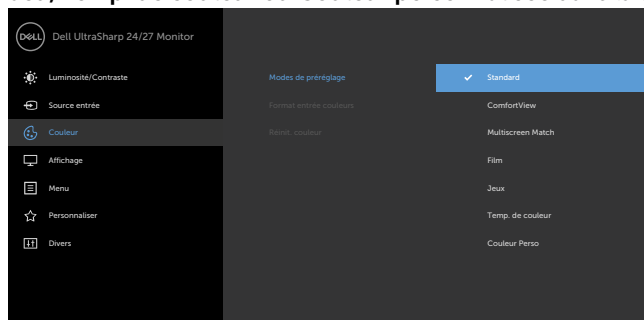 DELL
Dell UltraSharp 24/27 Monitor
Luminosité/Contraste
Source entrée
Couleur
Affichage
Menu
Personnaliser
Divers
Modes de préréglage
Format entrée couleurs
Réinit. couleur
Standard
ComfortView
Multiscreen Match
Film
Jeux
Temp. de couleur
Couleur Perso